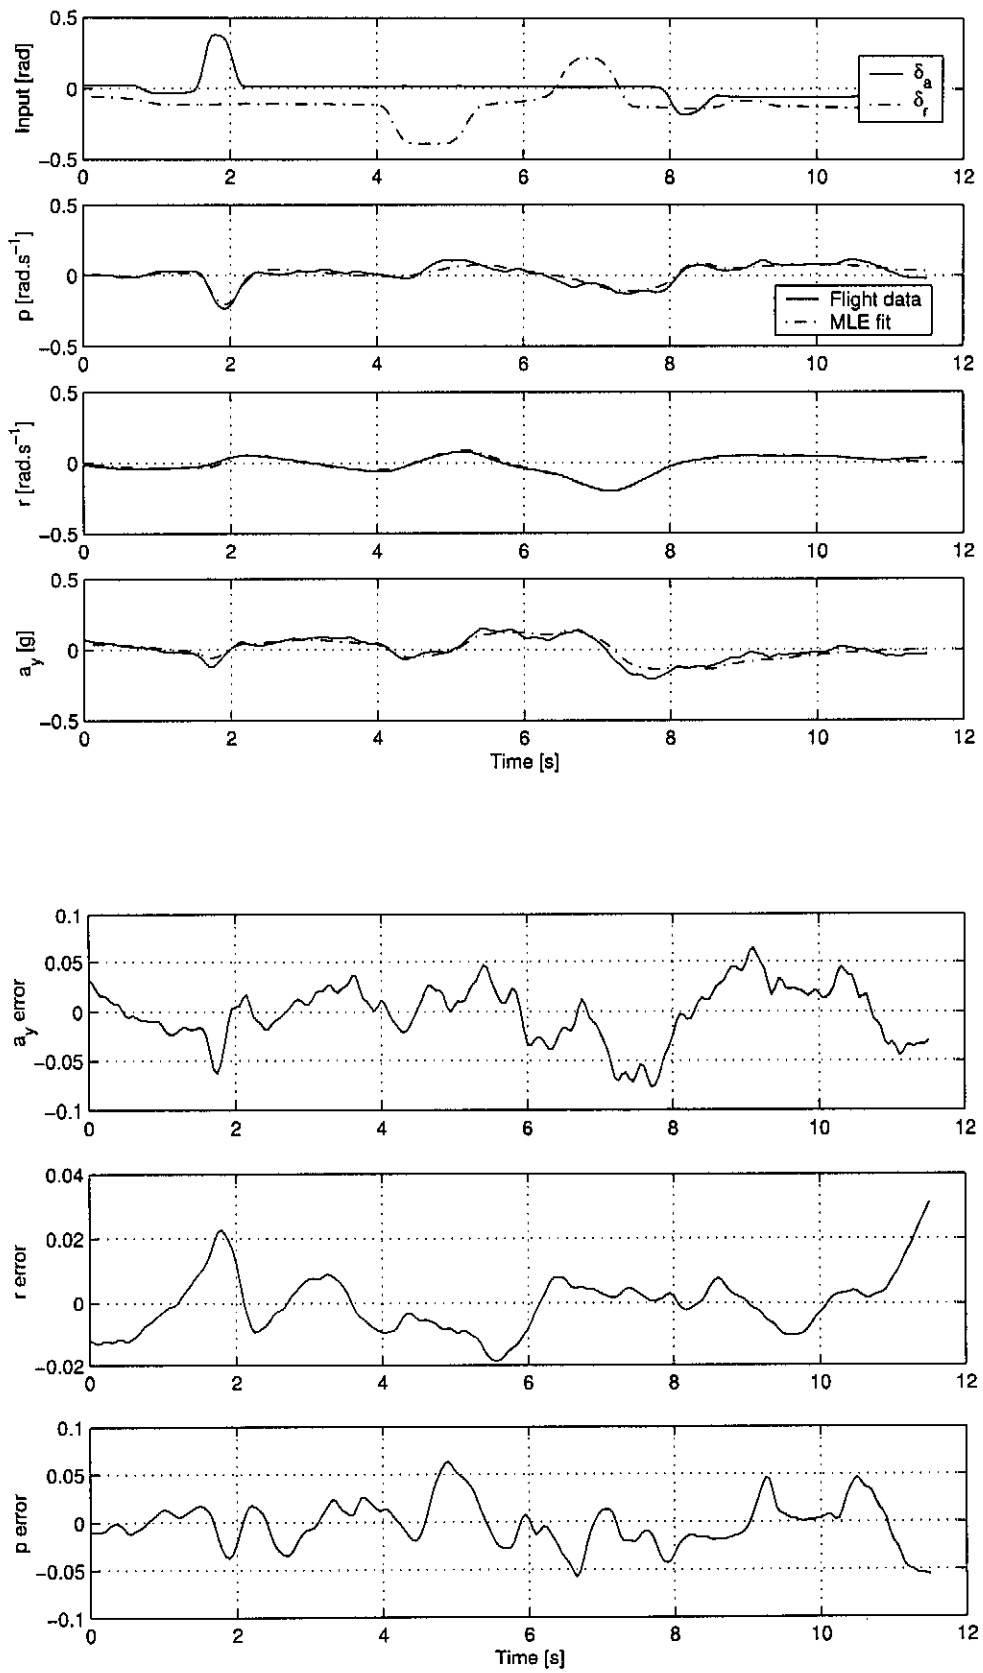 Input [rad]
0.5
0
−0.5
0 2 4 6 8 10 12
δa
δr
p [rad.s−1]
0.5
0
−0.5
0 2 4 6 8 10 12
Flight data
MLE fit
r [rad.s−1]
0.5
0
−0.5
0 2 4 6 8 10 12
ay [g]
0.5
0
−0.5
0 2 4 6 8 10 12
Time [s]
ay error
0.1
0.05
0
−0.05
−0.1
0 2 4 6 8 10 12
r error
0.04
0.02
0
−0.02
0 2 4 6 8 10 12
p error
0.1
0.05
0
−0.05
−0.1
0 2 4 6 8 10 12
Time [s]